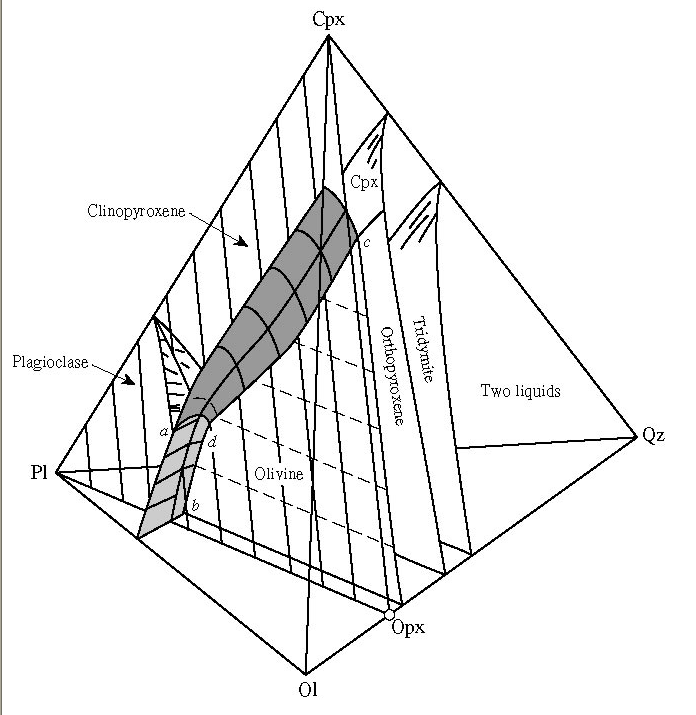 Cpx
Cpx
Clinopyroxene
c
Plagioclase
Orthopyroxene
Tridymite
Two liquids
a
d
Qz
Pl
Olivine
b
Opx
Ol